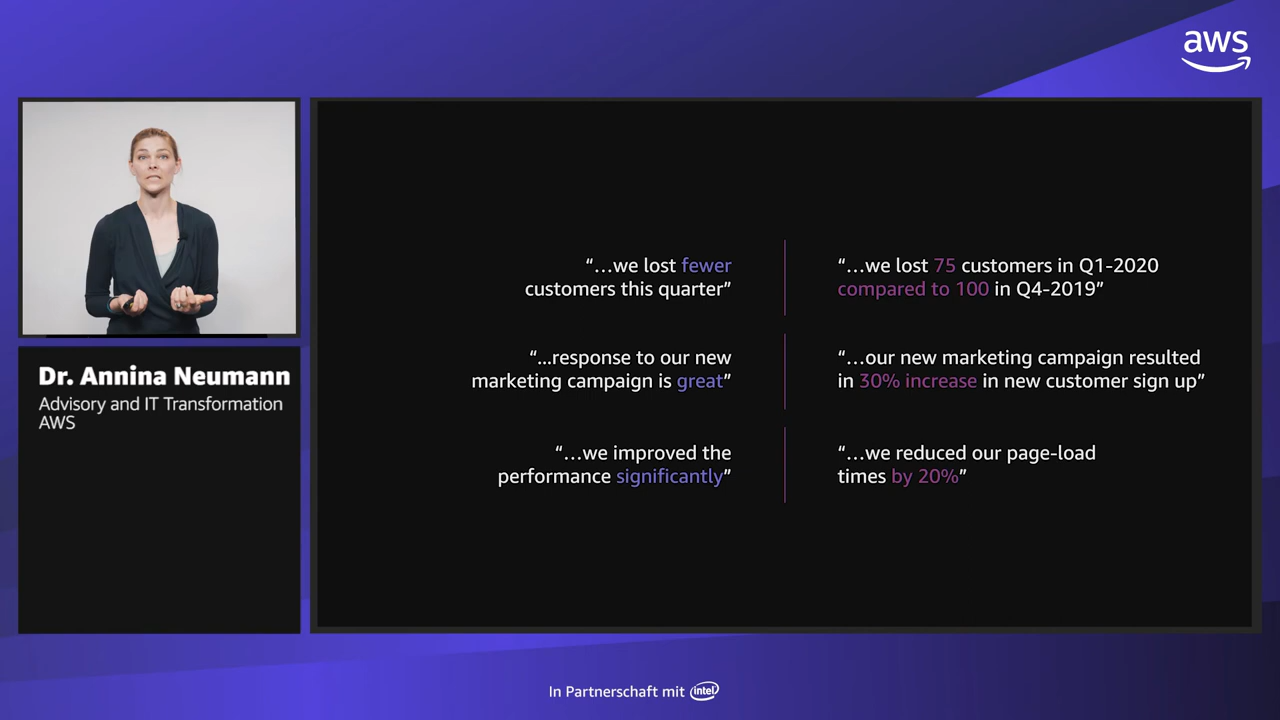 aws
Dr. Annina Neumann
Advisory and IT Transformation
AWS
“…we lost fewer
customers this quarter”
“…we lost 75 customers in Q1-2020
compared to 100 in Q4-2019”
“...response to our new
marketing campaign is great”
“…our new marketing campaign resulted
in 30% increase in new customer sign up”
“…we improved the
performance significantly”
“…we reduced our page-load
times by 20%”
In Partnerschaft mit intel